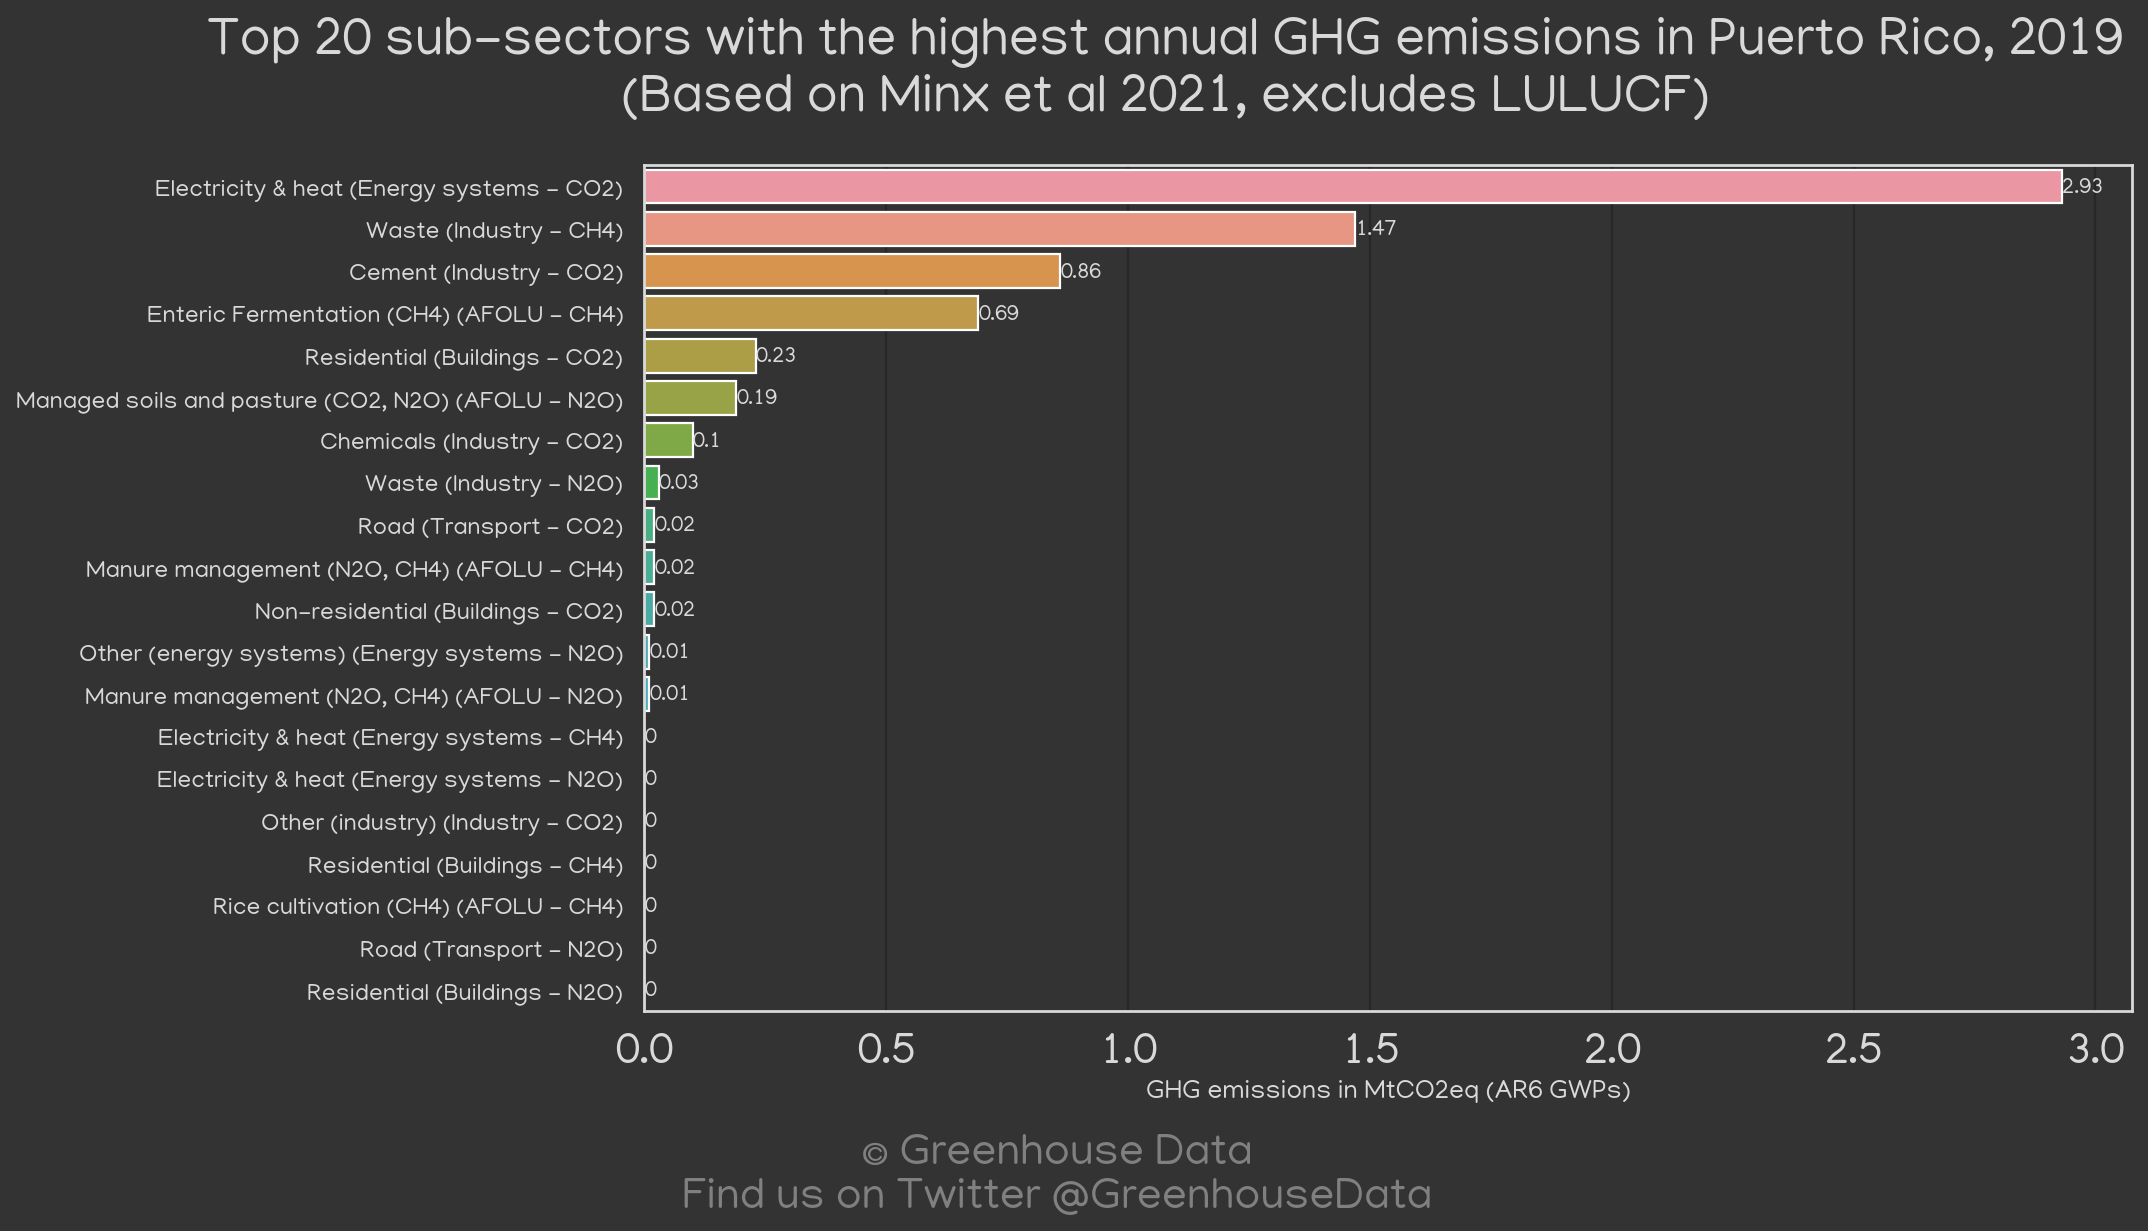 Top 20 sub-sectors with the highest annual GHG emissions in Puerto Rico, 2019
(Based on Minx et al 2021, excludes LULUCF)
Electricity & heat (Energy systems - CO2) 2.93
Waste (Industry - CH4) 1.47
Cement (Industry - CO2) 0.86
Enteric Fermentation (CH4) (AFOLU - CH4) 0.69
Residential (Buildings - CO2) 0.23
Managed soils and pasture (CO2, N2O) (AFOLU - N2O) 0.19
Chemicals (Industry - CO2) 0.1
Waste (Industry - N2O) 0.03
Road (Transport - CO2) 0.02
Manure management (N2O, CH4) (AFOLU - CH4) 0.02
Non-residential (Buildings - CO2) 0.02
Other (energy systems) (Energy systems - N2O) 0.01
Manure management (N2O, CH4) (AFOLU - N2O) 0.01
Electricity & heat (Energy systems - CH4) 0
Electricity & heat (Energy systems - N2O) 0
Other (industry) (Industry - CO2) 0
Residential (Buildings - CH4) 0
Rice cultivation (CH4) (AFOLU - CH4) 0
Road (Transport - N2O) 0
Residential (Buildings - N2O) 0
0.0 0.5 1.0 1.5 2.0 2.5 3.0
GHG emissions in MtCO2eq (AR6 GWPs)
© Greenhouse Data
Find us on Twitter @GreenhouseData